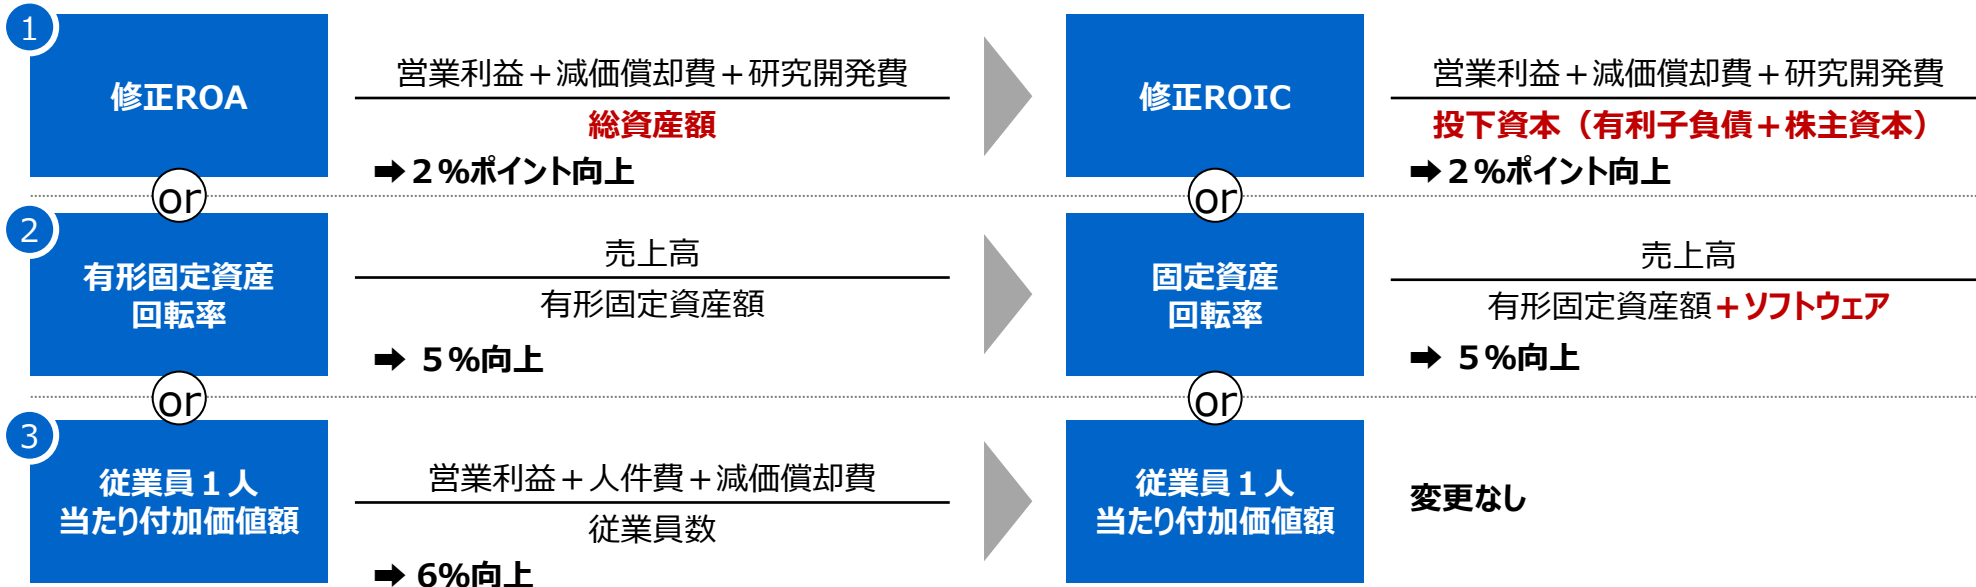 1
修正ROA
営業利益＋減価償却費＋研究開発費
総資産額
➡２%ポイント向上
修正ROIC
営業利益＋減価償却費＋研究開発費
投下資本（有利子負債＋株主資本）
➡２%ポイント向上
or
or
2
有形固定資産
回転率
売上高
有形固定資産額
➡ ５%向上
固定資産
回転率
売上高
有形固定資産額＋ソフトウェア
➡ ５%向上
or
or
3
従業員１人
当たり付加価値額
営業利益＋人件費＋減価償却費
従業員数
➡ 6%向上
従業員１人
当たり付加価値額
変更なし